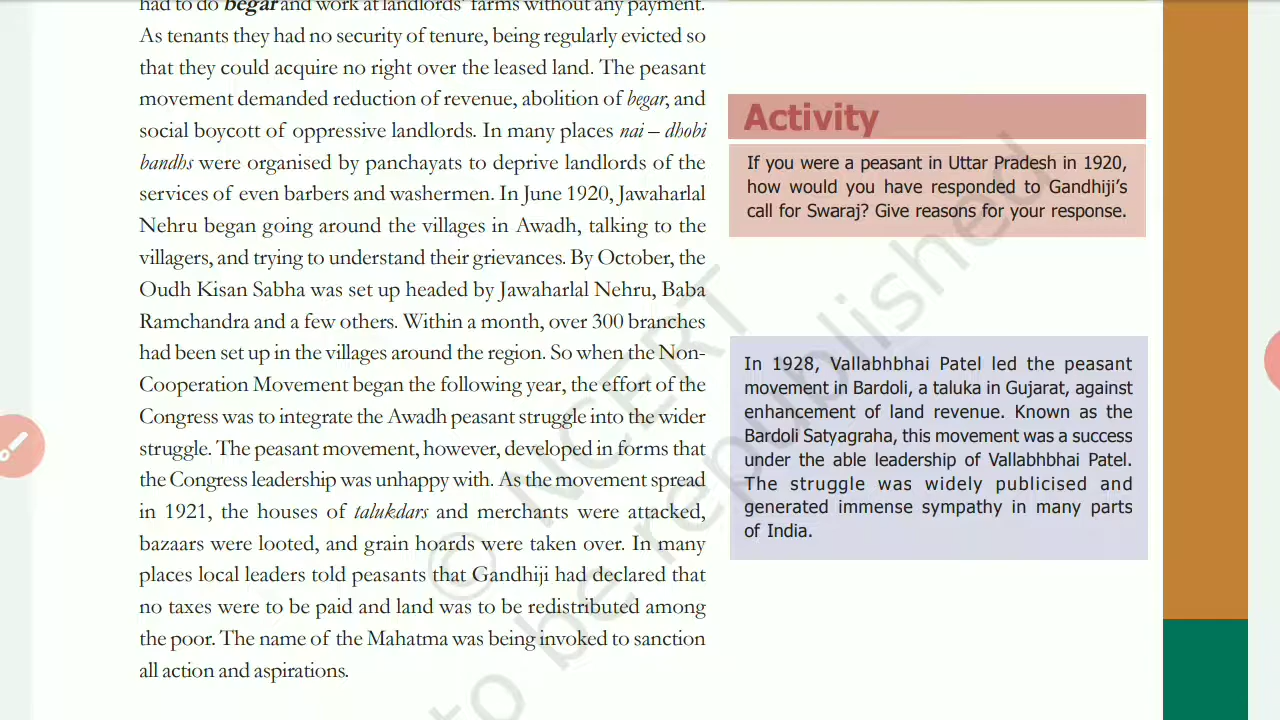 had to do begar and work at landlords' farms without any payment.
As tenants they had no security of tenure, being regularly evicted so
that they could acquire no right over the leased land. The peasant
movement demanded reduction of revenue, abolition of begar, and
social boycott of oppressive landlords. In many places nai – dhobi
bandhs were organised by panchayats to deprive landlords of the
services of even barbers and washermen. In June 1920, Jawaharlal
Nehru began going around the villages in Awadh, talking to the
villagers, and trying to understand their grievances. By October, the
Oudh Kisan Sabha was set up headed by Jawaharlal Nehru, Baba
Ramchandra and a few others. Within a month, over 300 branches
had been set up in the villages around the region. So when the Non-
Cooperation Movement began the following year, the effort of the
Congress was to integrate the Awadh peasant struggle into the wider
struggle. The peasant movement, however, developed in forms that
the Congress leadership was unhappy with. As the movement spread
in 1921, the houses of talukdars and merchants were attacked,
bazaars were looted, and grain hoards were taken over. In many
places local leaders told peasants that Gandhiji had declared that
no taxes were to be paid and land was to be redistributed among
the poor. The name of the Mahatma was being invoked to sanction
all action and aspirations.
Activity
If you were a peasant in Uttar Pradesh in 1920,
how would you have responded to Gandhiji's
call for Swaraj? Give reasons for your response.
In 1928, Vallabhbhai Patel led the peasant
movement in Bardoli, a taluka in Gujarat, against
enhancement of land revenue. Known as the
Bardoli Satyagraha, this movement was a success
under the able leadership of Vallabhbhai Patel.
The struggle was widely publicised and
generated immense sympathy in many parts
of India.
© NCERT
to be republished